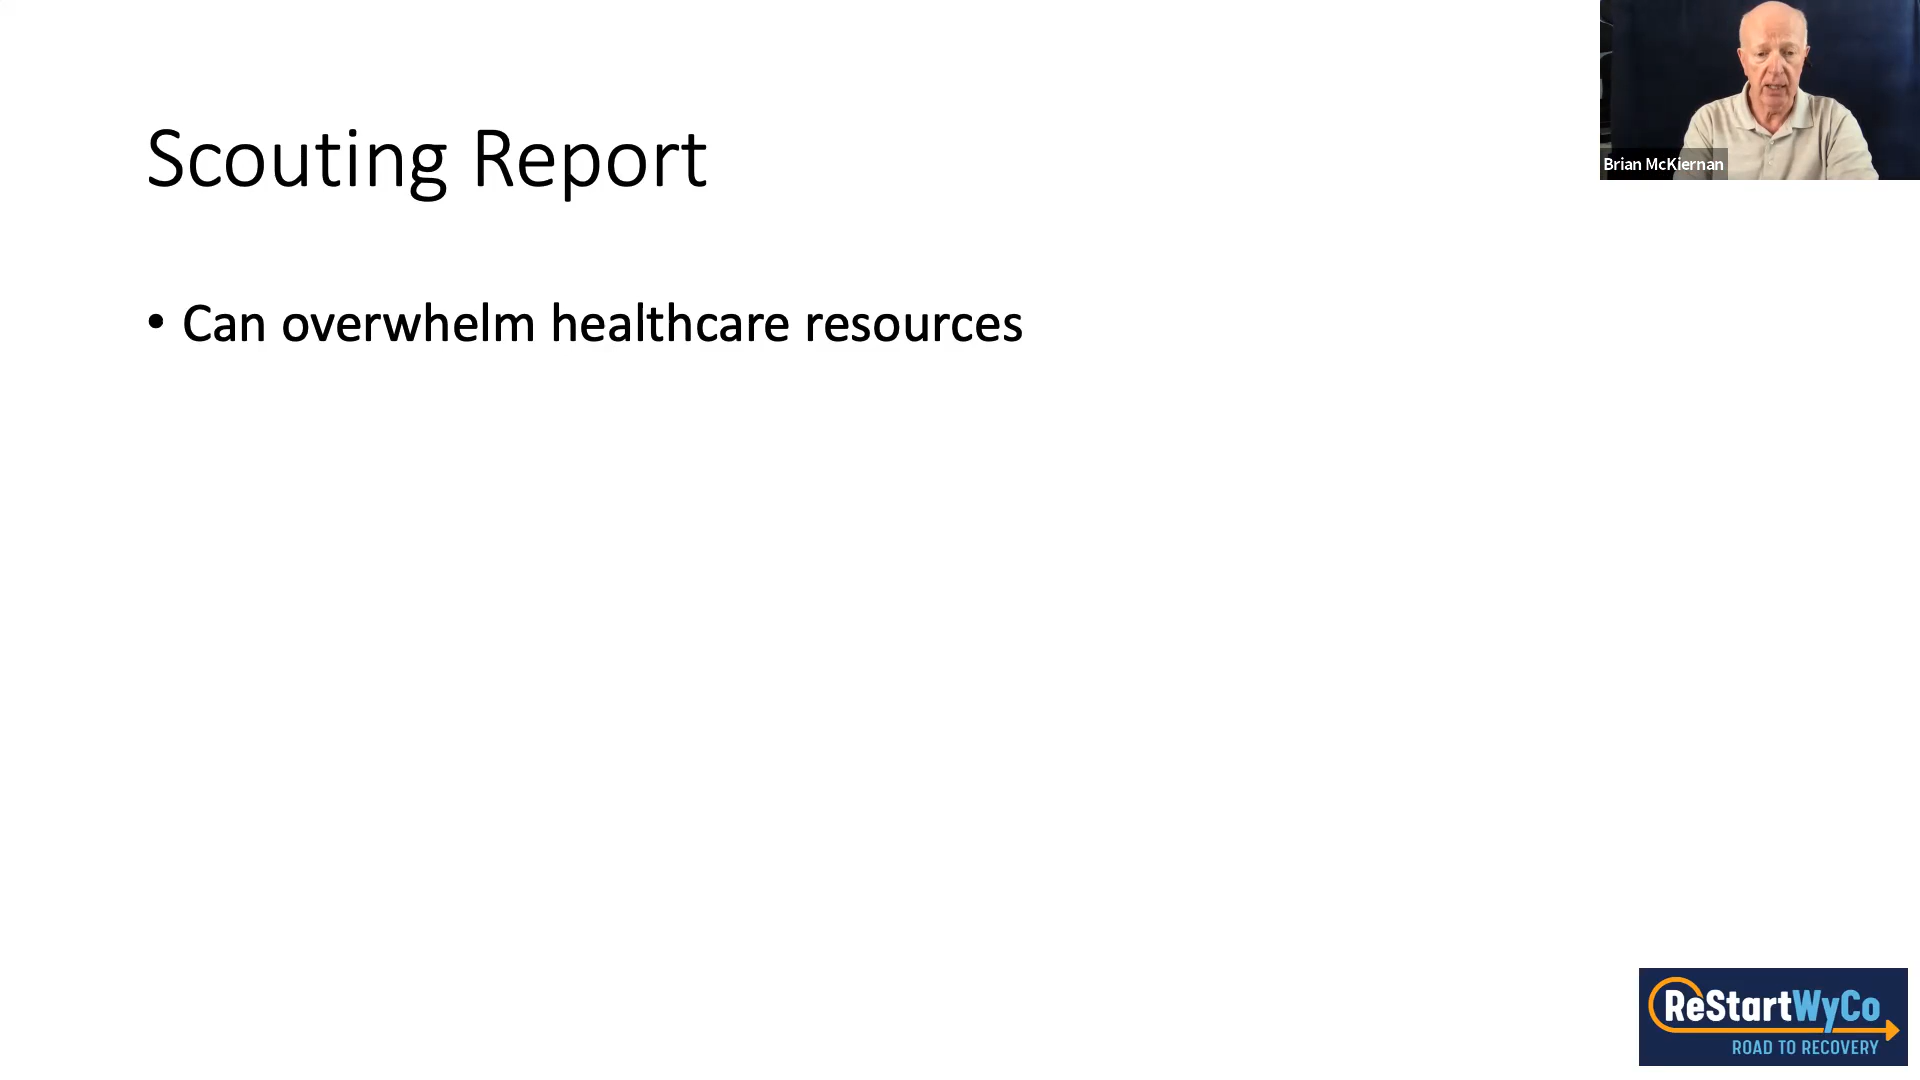 Scouting Report
• Can overwhelm healthcare resources
Brian McKiernan
ReStartWyCo
ROAD TO RECOVERY